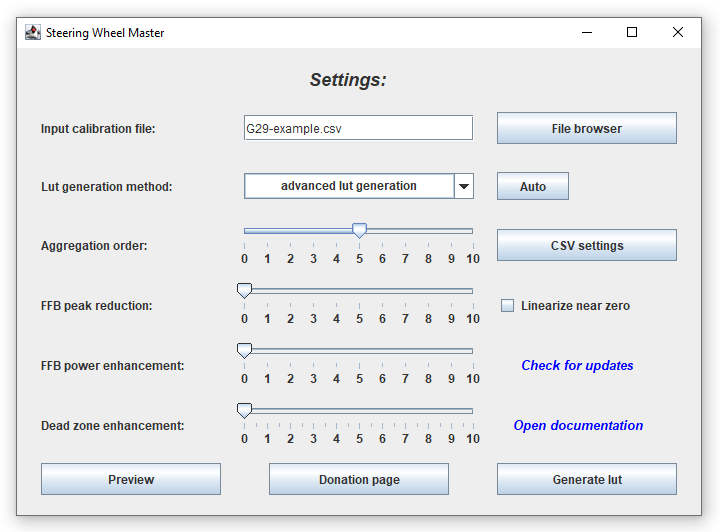 Steering Wheel Master
Settings:
Input calibration file: G29-example.csv File browser
Lut generation method: advanced lut generation Auto
Aggregation order: CSV settings
0 1 2 3 4 5 6 7 8 9 10
FFB peak reduction: Linearize near zero
0 1 2 3 4 5 6 7 8 9 10
FFB power enhancement: Check for updates
0 1 2 3 4 5 6 7 8 9 10
Dead zone enhancement: Open documentation
0 1 2 3 4 5 6 7 8 9 10
Preview Donation page Generate lut